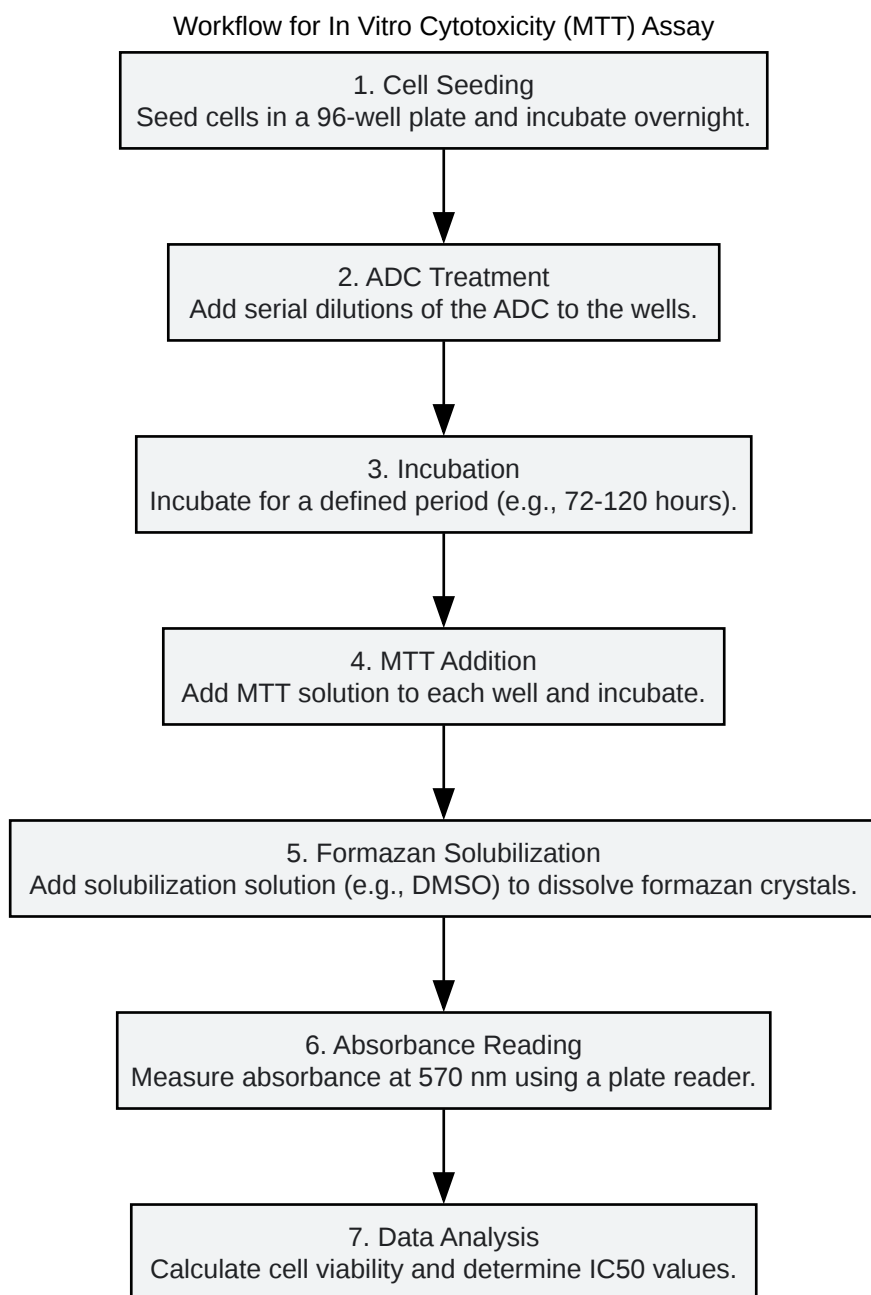 Workflow for In Vitro Cytotoxicity (MTT) Assay
1. Cell Seeding
Seed cells in a 96-well plate and incubate overnight.
2. ADC Treatment
Add serial dilutions of the ADC to the wells.
3. Incubation
Incubate for a defined period (e.g., 72-120 hours).
4. MTT Addition
Add MTT solution to each well and incubate.
5. Formazan Solubilization
Add solubilization solution (e.g., DMSO) to dissolve formazan crystals.
6. Absorbance Reading
Measure absorbance at 570 nm using a plate reader.
7. Data Analysis
Calculate cell viability and determine IC50 values.